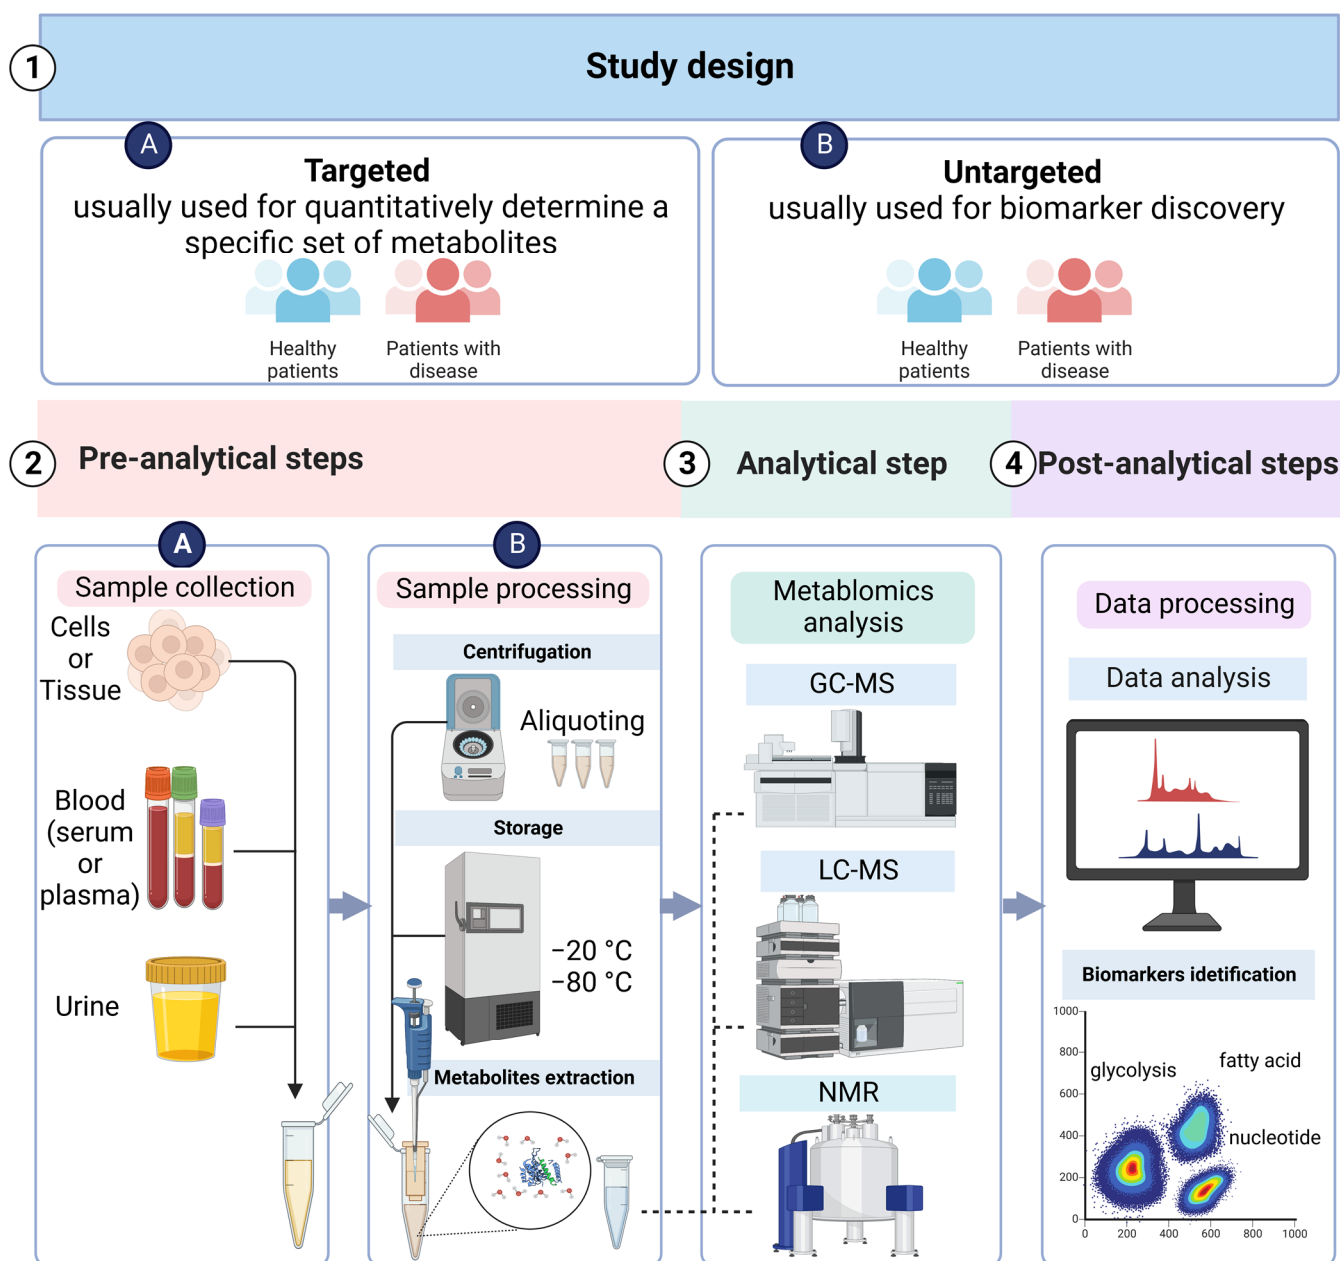 1
Study design
A
Targeted
usually used for quantitatively determine a
specific set of metabolites
Healthy
patients
Patients with
disease
B
Untargeted
usually used for biomarker discovery
Healthy
patients
Patients with
disease
2
Pre-analytical steps
3
Analytical step
4
Post-analytical steps
A
Sample collection
Cells
or
Tissue
Blood
(serum
or
plasma)
Urine
B
Sample processing
Centrifugation
Aliquoting
Storage
−20 °C
−80 °C
Metabolites extraction
Metablomics
analysis
GC-MS
LC-MS
NMR
Data processing
Data analysis
Biomarkers idetification
1000
800
600
400
200
0
glycolysis
fatty acid
nucleotide
0 200 400 600 800 1000